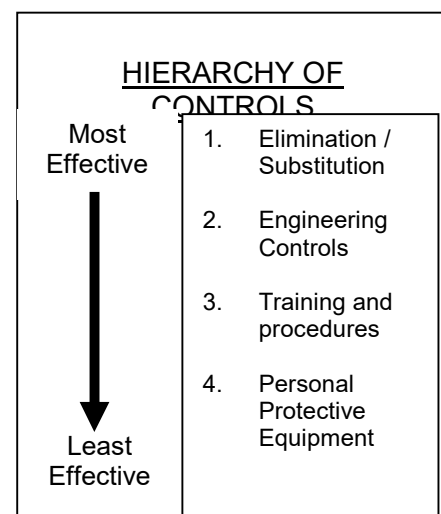 HIERARCHY OF
CONTROLS
Most
Effective
1. Elimination /
Substitution
2. Engineering
Controls
3. Training and
procedures
4. Personal
Protective
Equipment
Least
Effective